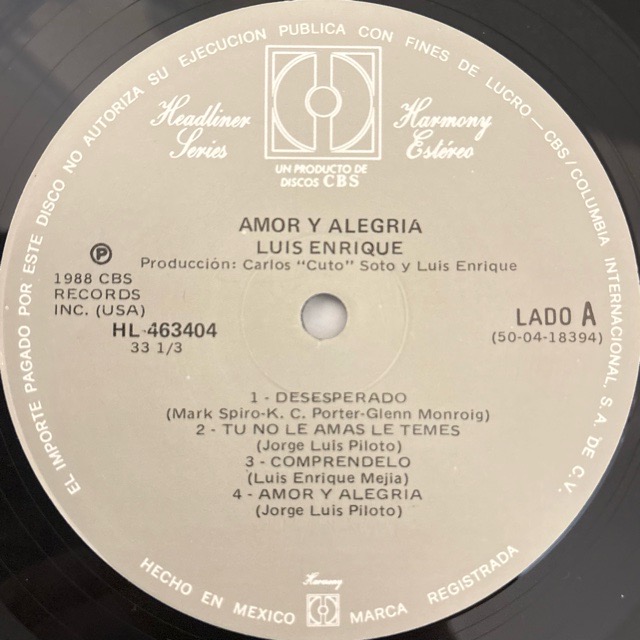 EL IMPORTE PAGADO POR ESTE DISCO NO AUTORIZA SU EJECUCION PUBLICA CON FINES DE LUCRO—CBS/COLUMBIA INTERNACIONAL, S.A. DE C.V.
Headliner Series
Harmony Estéreo
UN PRODUCTO DE
DISCOS CBS
AMOR Y ALEGRIA
LUIS ENRIQUE
Producción: Carlos "Cuto" Soto y Luis Enrique
Ⓟ
1988 CBS
RECORDS
INC. (USA)
HL 463404
33 1/3
LADO A
(50-04-18394)
1 - DESESPERADO
(Mark Spiro-K. C. Porter-Glenn Monroig)
2 - TU NO LE AMAS LE TEMES
(Jorge Luis Piloto)
3 - COMPRENDELO
(Luis Enrique Mejia)
4 - AMOR Y ALEGRIA
(Jorge Luis Piloto)
Harmony
HECHO EN MEXICO MARCA REGISTRADA